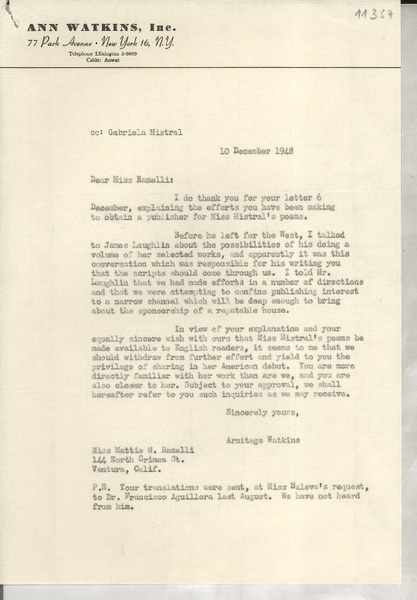 11357
ANN WATKINS, Inc.
77 Park Avenue · New York 16, N.Y.
Telephone LExington 2-0080
Cable: Anwat
cc: Gabriela Mistral
10 December 1948
Dear Miss Ramelli:
I do thank you for your letter 6
December, explaining the efforts you have been making
to obtain a publisher for Miss Mistral's poems.
Before he left for the West, I talked
to James Laughlin about the possibilities of his doing a
volume of her selected works, and apparently it was this
conversation which was responsible for his writing you
that the scripts should come through us. I told Mr.
Laughlin that we had made efforts in a number of directions
and that we were attempting to confine publishing interest
to a narrow channel which will be deep enough to bring
about the sponsorship of a reputable house.
In view of your explanation and your
equally sincere wish with ours that Miss Mistral's poems be
made available to English readers, it seems to me that we
should withdraw from further effort and yield to you the
privilege of sharing in her American debut. You are more
directly familiar with her work than are we, and you are
also closer to her. Subject to your approval, we shall
hereafter refer to you such inquiries as we may receive.
Sincerely yours,
Armitage Watkins
Miss Mattie M. Ramelli
144 North Crimea St.
Ventura, Calif.
P.S. Your translations were sent, at Miss Saleva's request,
to Dr. Francisco Aguillera last August. We have not heard
from him.